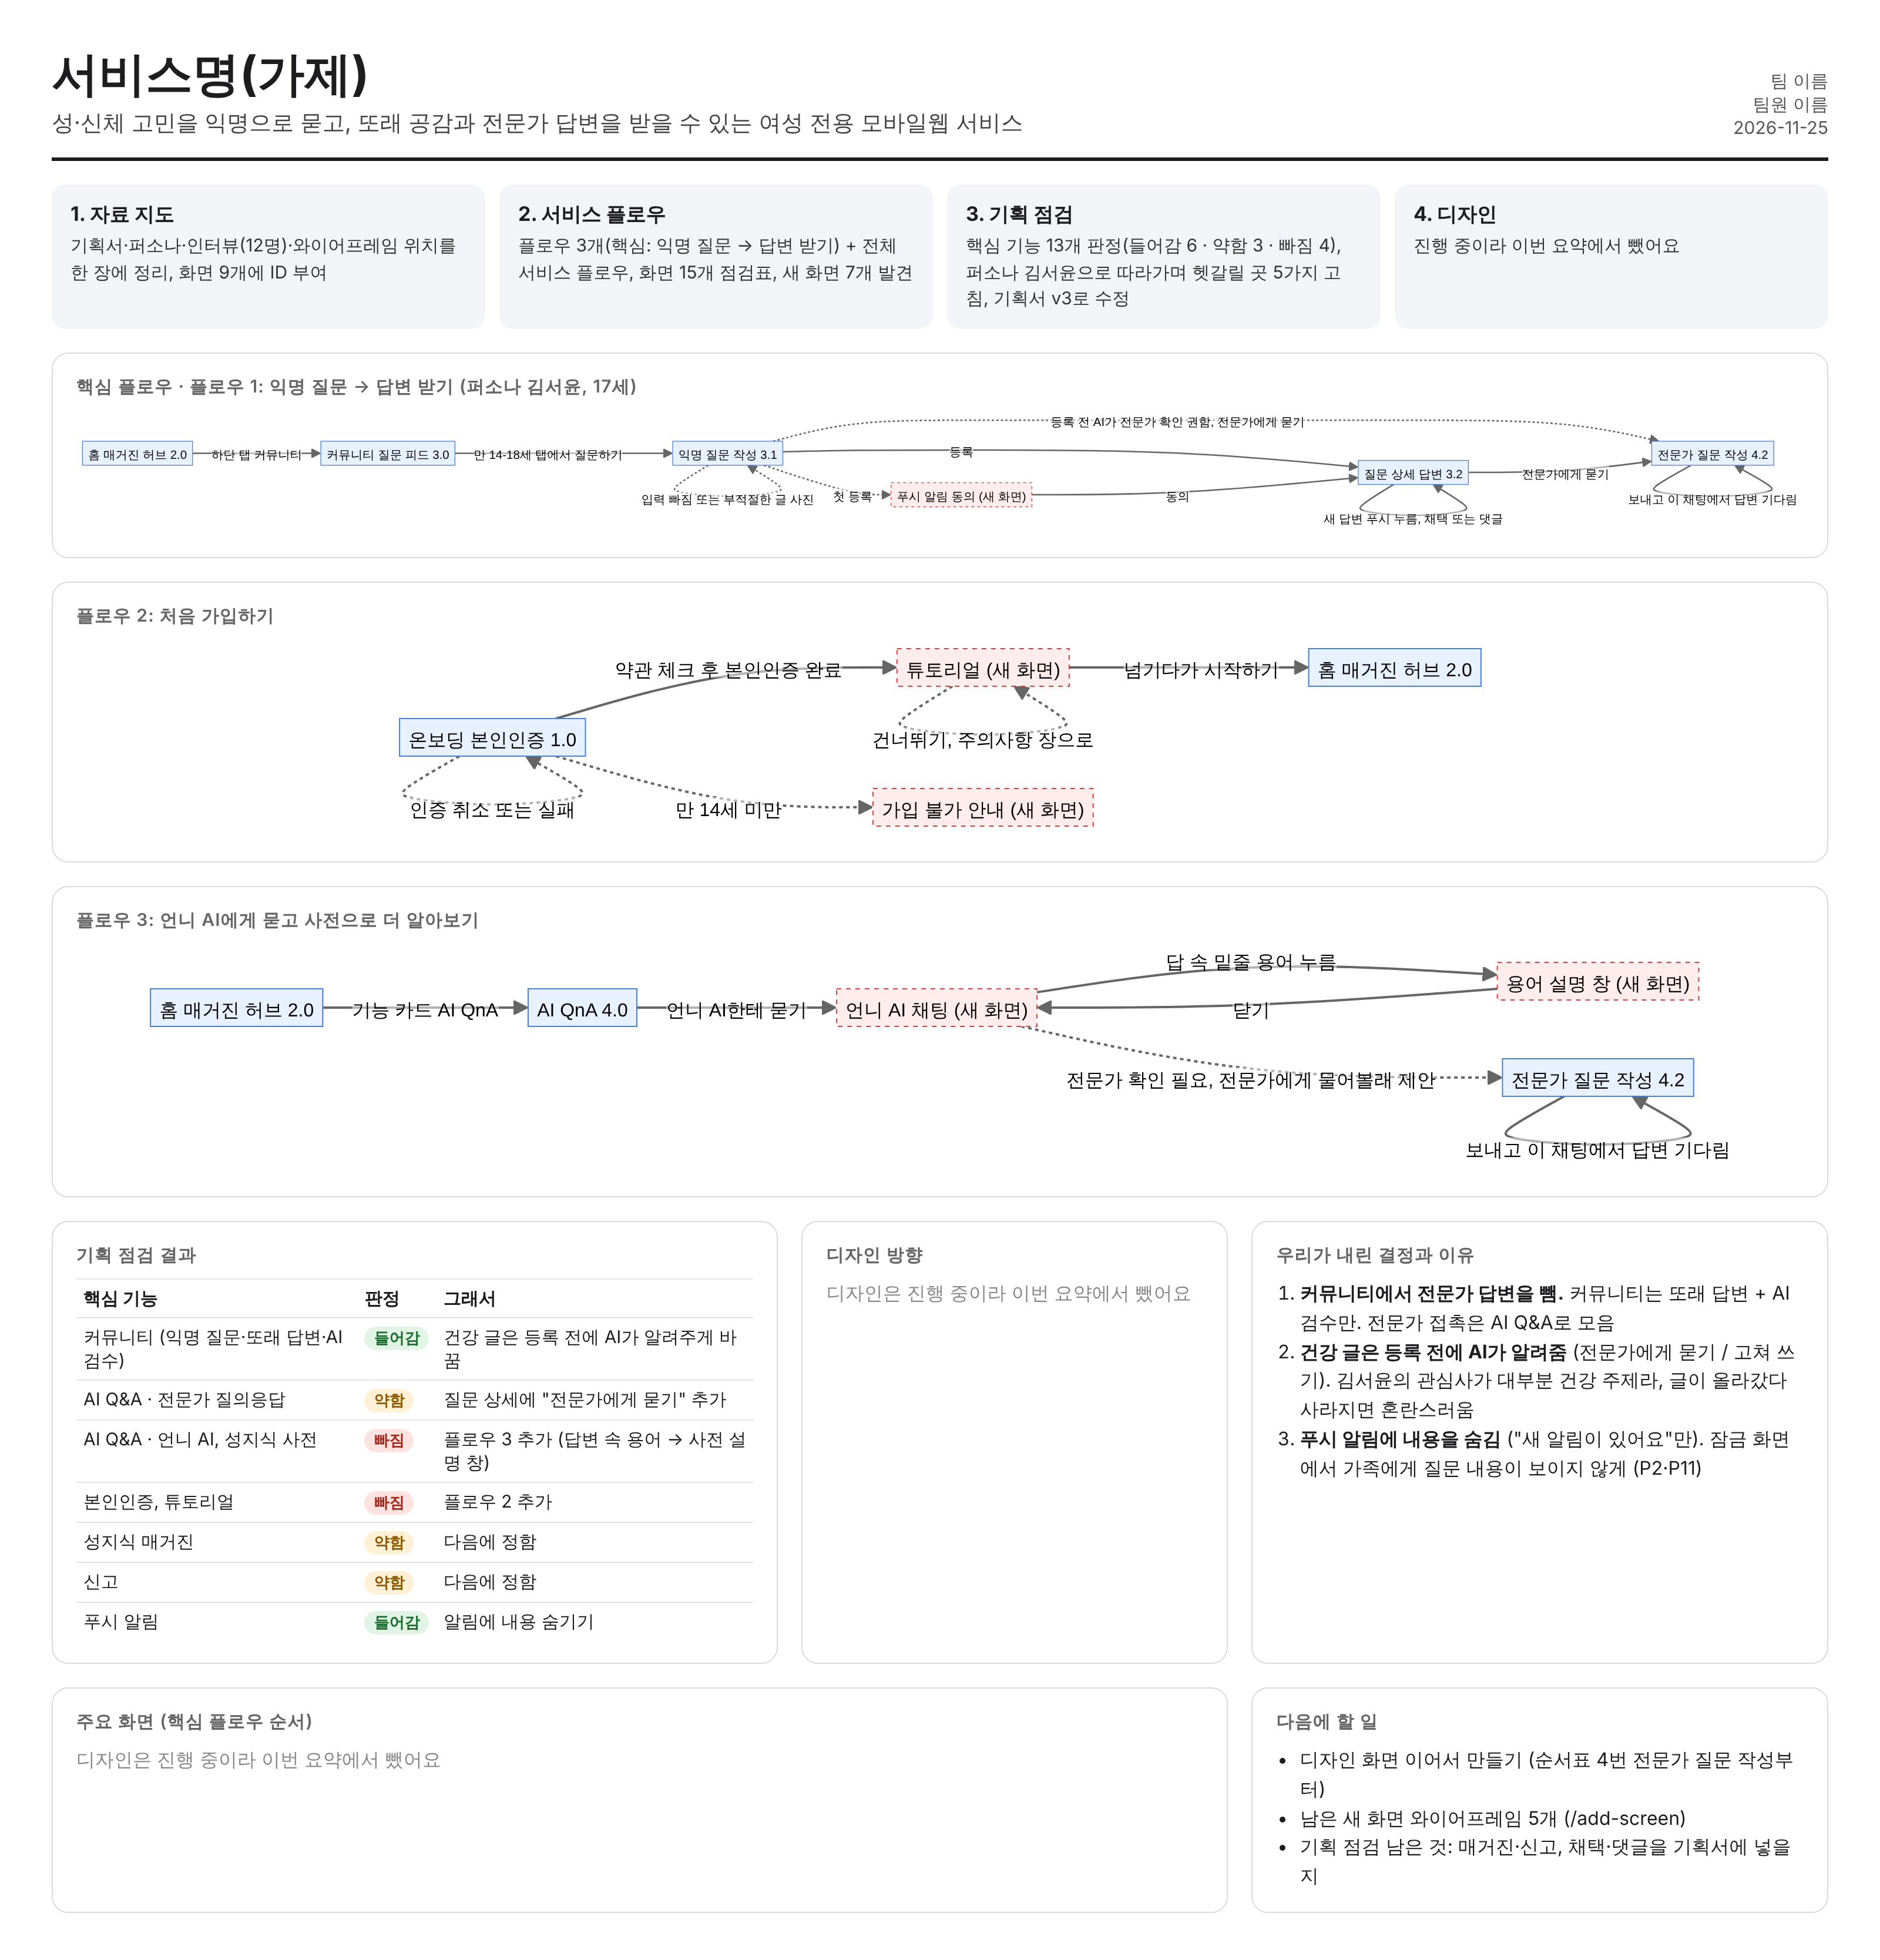 서비스명(가제)
성·신체 고민을 익명으로 묻고, 또래 공감과 전문가 답변을 받을 수 있는 여성 전용 모바일웹 서비스
팀 이름
팀원 이름
2026-11-25
1. 자료 지도
기획서·퍼소나·인터뷰(12명)·와이어프레임 위치를
한 장에 정리, 화면 9개에 ID 부여
2. 서비스 플로우
플로우 3개(핵심: 익명 질문 → 답변 받기) + 전체
서비스 플로우, 화면 15개 점검표, 새 화면 7개 발견
3. 기획 점검
핵심 기능 13개 판정(들어감 6 · 약함 3 · 빠짐 4),
퍼소나 김서윤으로 따라가며 헷갈릴 곳 5가지 고
침, 기획서 v3로 수정
4. 디자인
진행 중이라 이번 요약에서 뺐어요
핵심 플로우 · 플로우 1: 익명 질문 → 답변 받기 (퍼소나 김서윤, 17세)
등록 전 AI가 전문가 확인 권함, 전문가에게 묻기
홈 매거진 허브 2.0
하단 탭 커뮤니티
커뮤니티 질문 피드 3.0
만 14-18세 탭에서 질문하기
익명 질문 작성 3.1
등록
전문가 질문 작성 4.2
질문 상세 답변 3.2
전문가에게 묻기
입력 빠짐 또는 부적절한 글 사진
첫 등록
푸시 알림 동의 (새 화면)
동의
보내고 이 채팅에서 답변 기다림
새 답변 푸시 누름, 채택 또는 댓글
플로우 2: 처음 가입하기
약관 체크 후 본인인증 완료
튜토리얼 (새 화면)
넘기다가 시작하기
홈 매거진 허브 2.0
온보딩 본인인증 1.0
건너뛰기, 주의사항 장으로
인증 취소 또는 실패
만 14세 미만
가입 불가 안내 (새 화면)
플로우 3: 언니 AI에게 묻고 사전으로 더 알아보기
답 속 밑줄 용어 누름
용어 설명 창 (새 화면)
홈 매거진 허브 2.0
기능 카드 AI QnA
AI QnA 4.0
언니 AI한테 묻기
언니 AI 채팅 (새 화면)
닫기
전문가 확인 필요, 전문가에게 물어볼래 제안
전문가 질문 작성 4.2
보내고 이 채팅에서 답변 기다림
기획 점검 결과
핵심 기능 판정 그래서
커뮤니티 (익명 질문·또래 답변·AI
검수)
들어감
건강 글은 등록 전에 AI가 알려주게 바
꿈
AI Q&A · 전문가 질의응답 약함 질문 상세에 "전문가에게 묻기" 추가
AI Q&A · 언니 AI, 성지식 사전 빠짐 플로우 3 추가 (답변 속 용어 → 사전 설
명 창)
본인인증, 튜토리얼 빠짐 플로우 2 추가
성지식 매거진 약함 다음에 정함
신고 약함 다음에 정함
푸시 알림 들어감 알림에 내용 숨기기
디자인 방향
디자인은 진행 중이라 이번 요약에서 뺐어요
우리가 내린 결정과 이유
1. 커뮤니티에서 전문가 답변을 뺌. 커뮤니티는 또래 답변 + AI
검수만. 전문가 접촉은 AI Q&A로 모음
2. 건강 글은 등록 전에 AI가 알려줌 (전문가에게 묻기 / 고쳐 쓰
기). 김서윤의 관심사가 대부분 건강 주제라, 글이 올라갔다
사라지면 혼란스러움
3. 푸시 알림에 내용을 숨김 ("새 알림이 있어요"만). 잠금 화면
에서 가족에게 질문 내용이 보이지 않게 (P2·P11)
주요 화면 (핵심 플로우 순서)
디자인은 진행 중이라 이번 요약에서 뺐어요
다음에 할 일
• 디자인 화면 이어서 만들기 (순서표 4번 전문가 질문 작성부
터)
• 남은 새 화면 와이어프레임 5개 (/add-screen)
• 기획 점검 남은 것: 매거진·신고, 채택·댓글을 기획서에 넣을
지